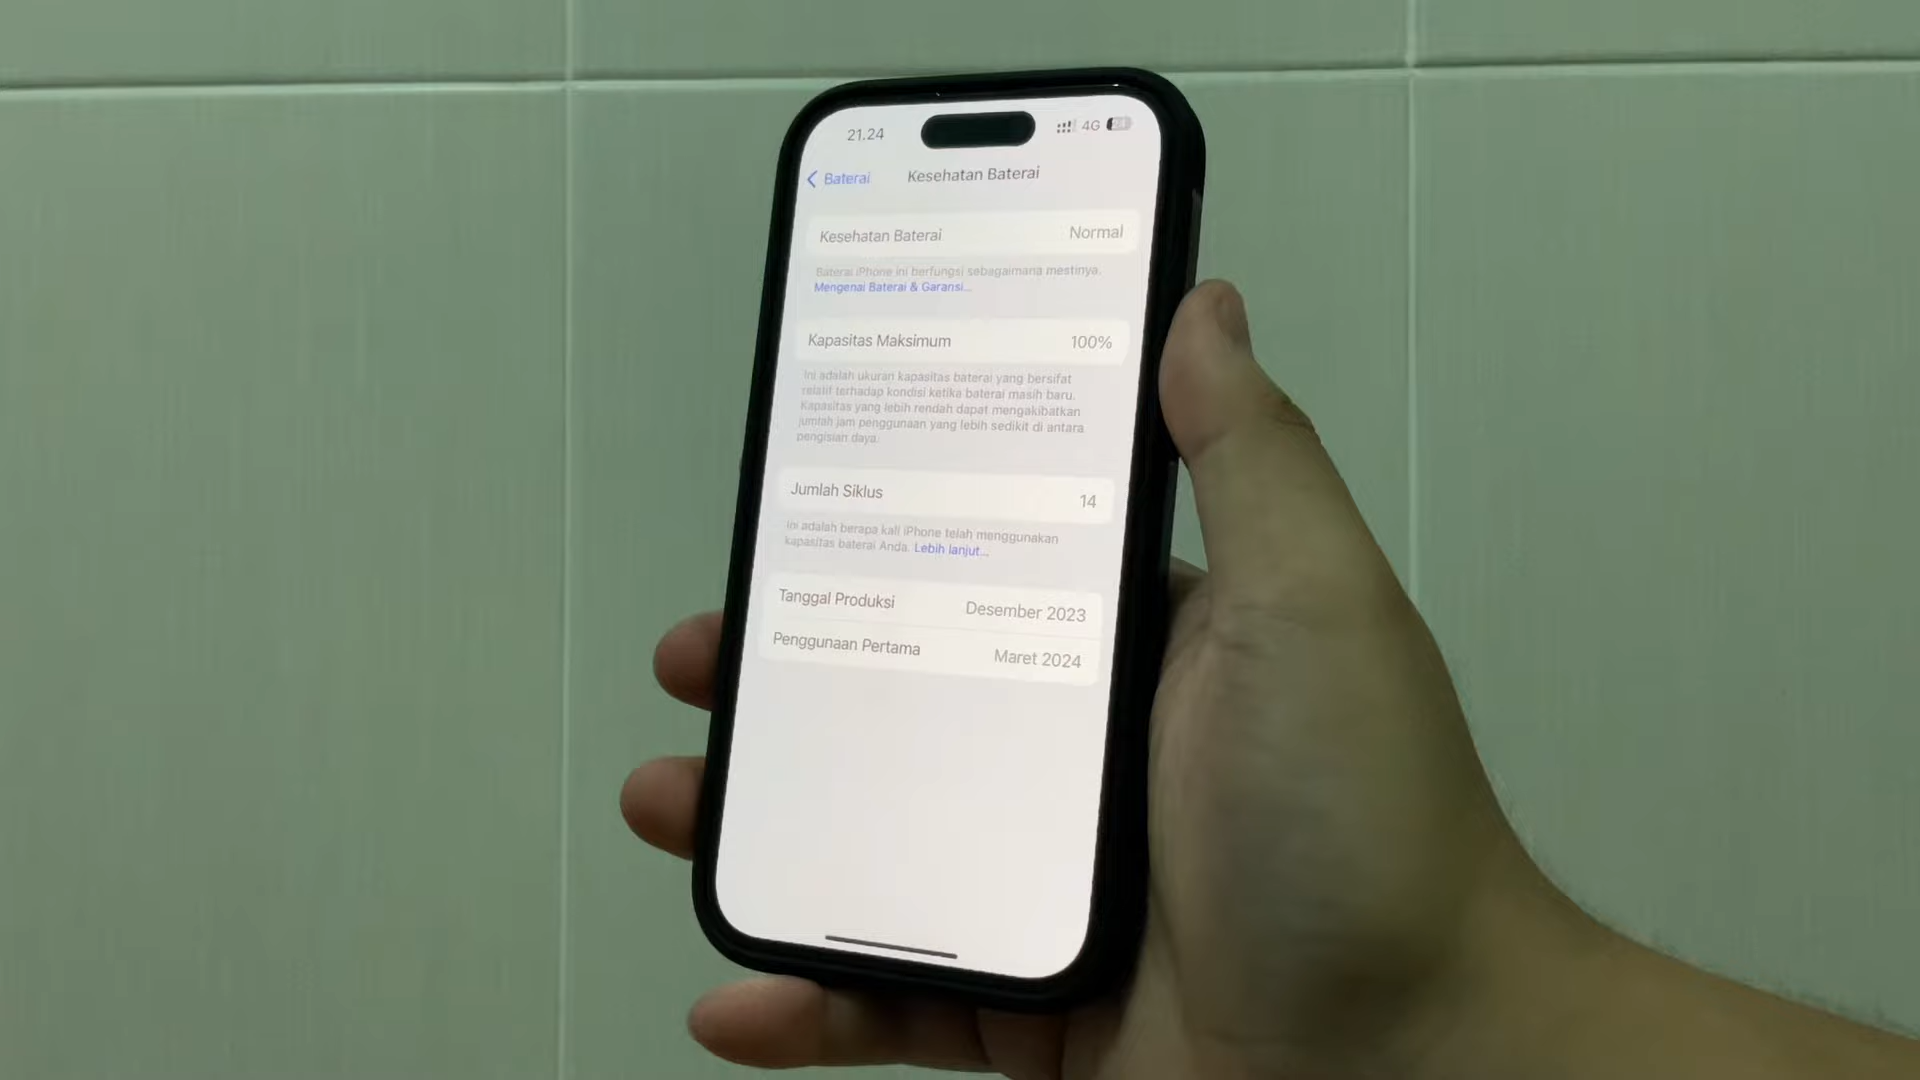 21.24
4G
Baterai
Kesehatan Baterai
Kesehatan Baterai Normal
Baterai iPhone ini berfungsi sebagaimana mestinya.
Mengenai Baterai & Garansi...
Kapasitas Maksimum 100%
Ini adalah ukuran kapasitas baterai yang bersifat
relatif terhadap kondisi ketika baterai masih baru.
Kapasitas yang lebih rendah dapat mengakibatkan
jumlah jam penggunaan yang lebih sedikit di antara
pengisian daya.
Jumlah Siklus 14
Ini adalah berapa kali iPhone telah menggunakan
kapasitas baterai Anda. Lebih lanjut...
Tanggal Produksi Desember 2023
Penggunaan Pertama Maret 2024